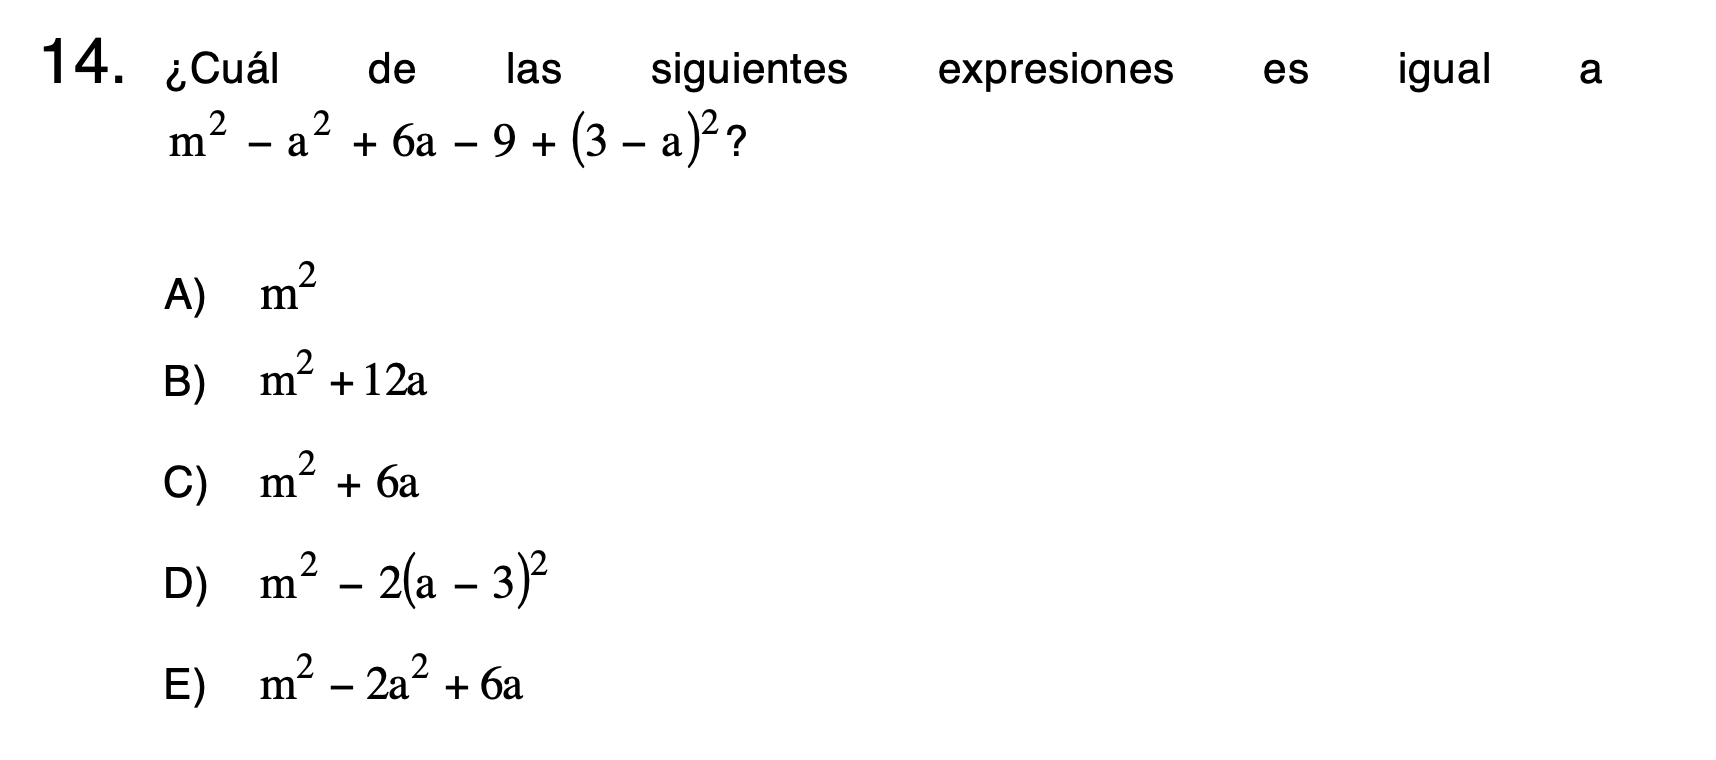 14. ¿Cuál de las siguientes expresiones es igual a
m² − a² + 6a − 9 + (3 − a)²?
A) m²
B) m² + 12a
C) m² + 6a
D) m² − 2(a − 3)²
E) m² − 2a² + 6a